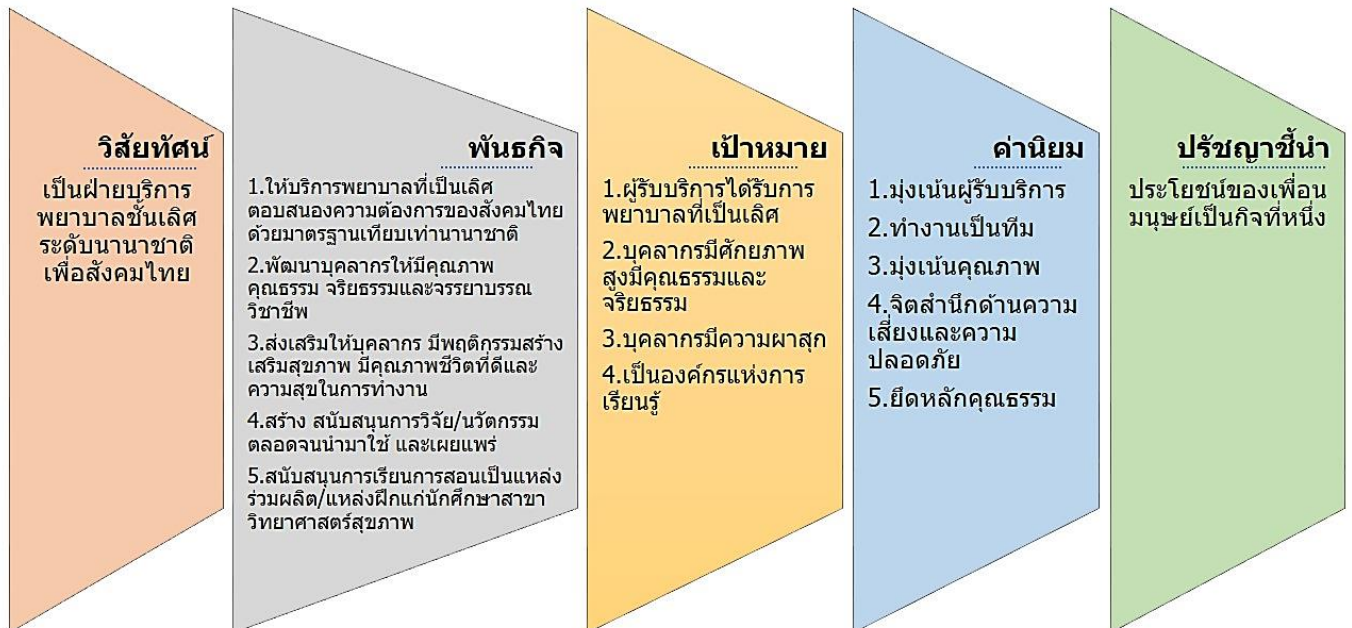 วิสัยทัศน์
เป็นฝ่ายบริการ
พยาบาลชั้นเลิศ
ระดับนานาชาติ
เพื่อสังคมไทย
พันธกิจ
1.ให้บริการพยาบาลที่เป็นเลิศ
ตอบสนองความต้องการของสังคมไทย
ด้วยมาตรฐานเทียบเท่านานาชาติ
2.พัฒนาบุคลากรให้มีคุณภาพ
คุณธรรม จริยธรรมและจรรยาบรรณ
วิชาชีพ
3.ส่งเสริมให้บุคลากร มีพฤติกรรมสร้าง
เสริมสุขภาพ มีคุณภาพชีวิตที่ดีและ
ความสุขในการทำงาน
4.สร้าง สนับสนุนการวิจัย/นวัตกรรม
ตลอดจนนำมาใช้ และเผยแพร่
5.สนับสนุนการเรียนการสอนเป็นแหล่ง
ร่วมผลิต/แหล่งฝึกแก่นักศึกษาสาขา
วิทยาศาสตร์สุขภาพ
เป้าหมาย
1.ผู้รับบริการได้รับการ
พยาบาลที่เป็นเลิศ
2.บุคลากรมีศักยภาพ
สูงมีคุณธรรมและ
จริยธรรม
3.บุคลากรมีความผาสุก
4.เป็นองค์กรแห่งการ
เรียนรู้
ค่านิยม
1.มุ่งเน้นผู้รับบริการ
2.ทำงานเป็นทีม
3.มุ่งเน้นคุณภาพ
4.จิตสำนึกด้านความ
เสี่ยงและความ
ปลอดภัย
5.ยึดหลักคุณธรรม
ปรัชญาชี้นำ
ประโยชน์ของเพื่อน
มนุษย์เป็นกิจที่หนึ่ง